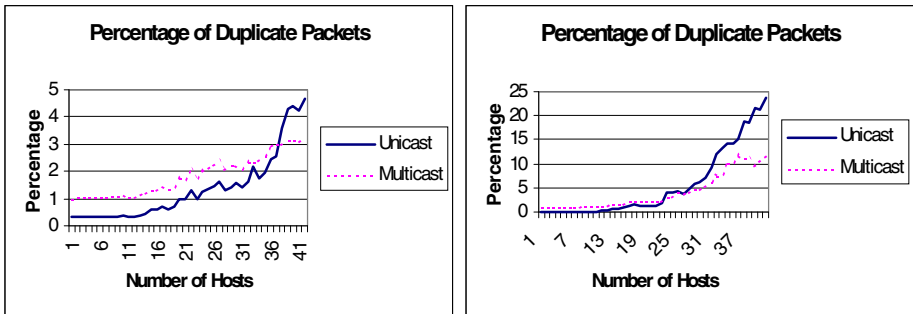 Percentage of Duplicate Packets
Percentage
5
4
3
2
1
0
1
6
11
16
21
26
31
36
41
Number of Hosts
Unicast
Multicast
Percentage of Duplicate Packets
Percentage
25
20
15
10
5
0
1
7
13
19
25
31
37
Number of Hosts
Unicast
Multicast